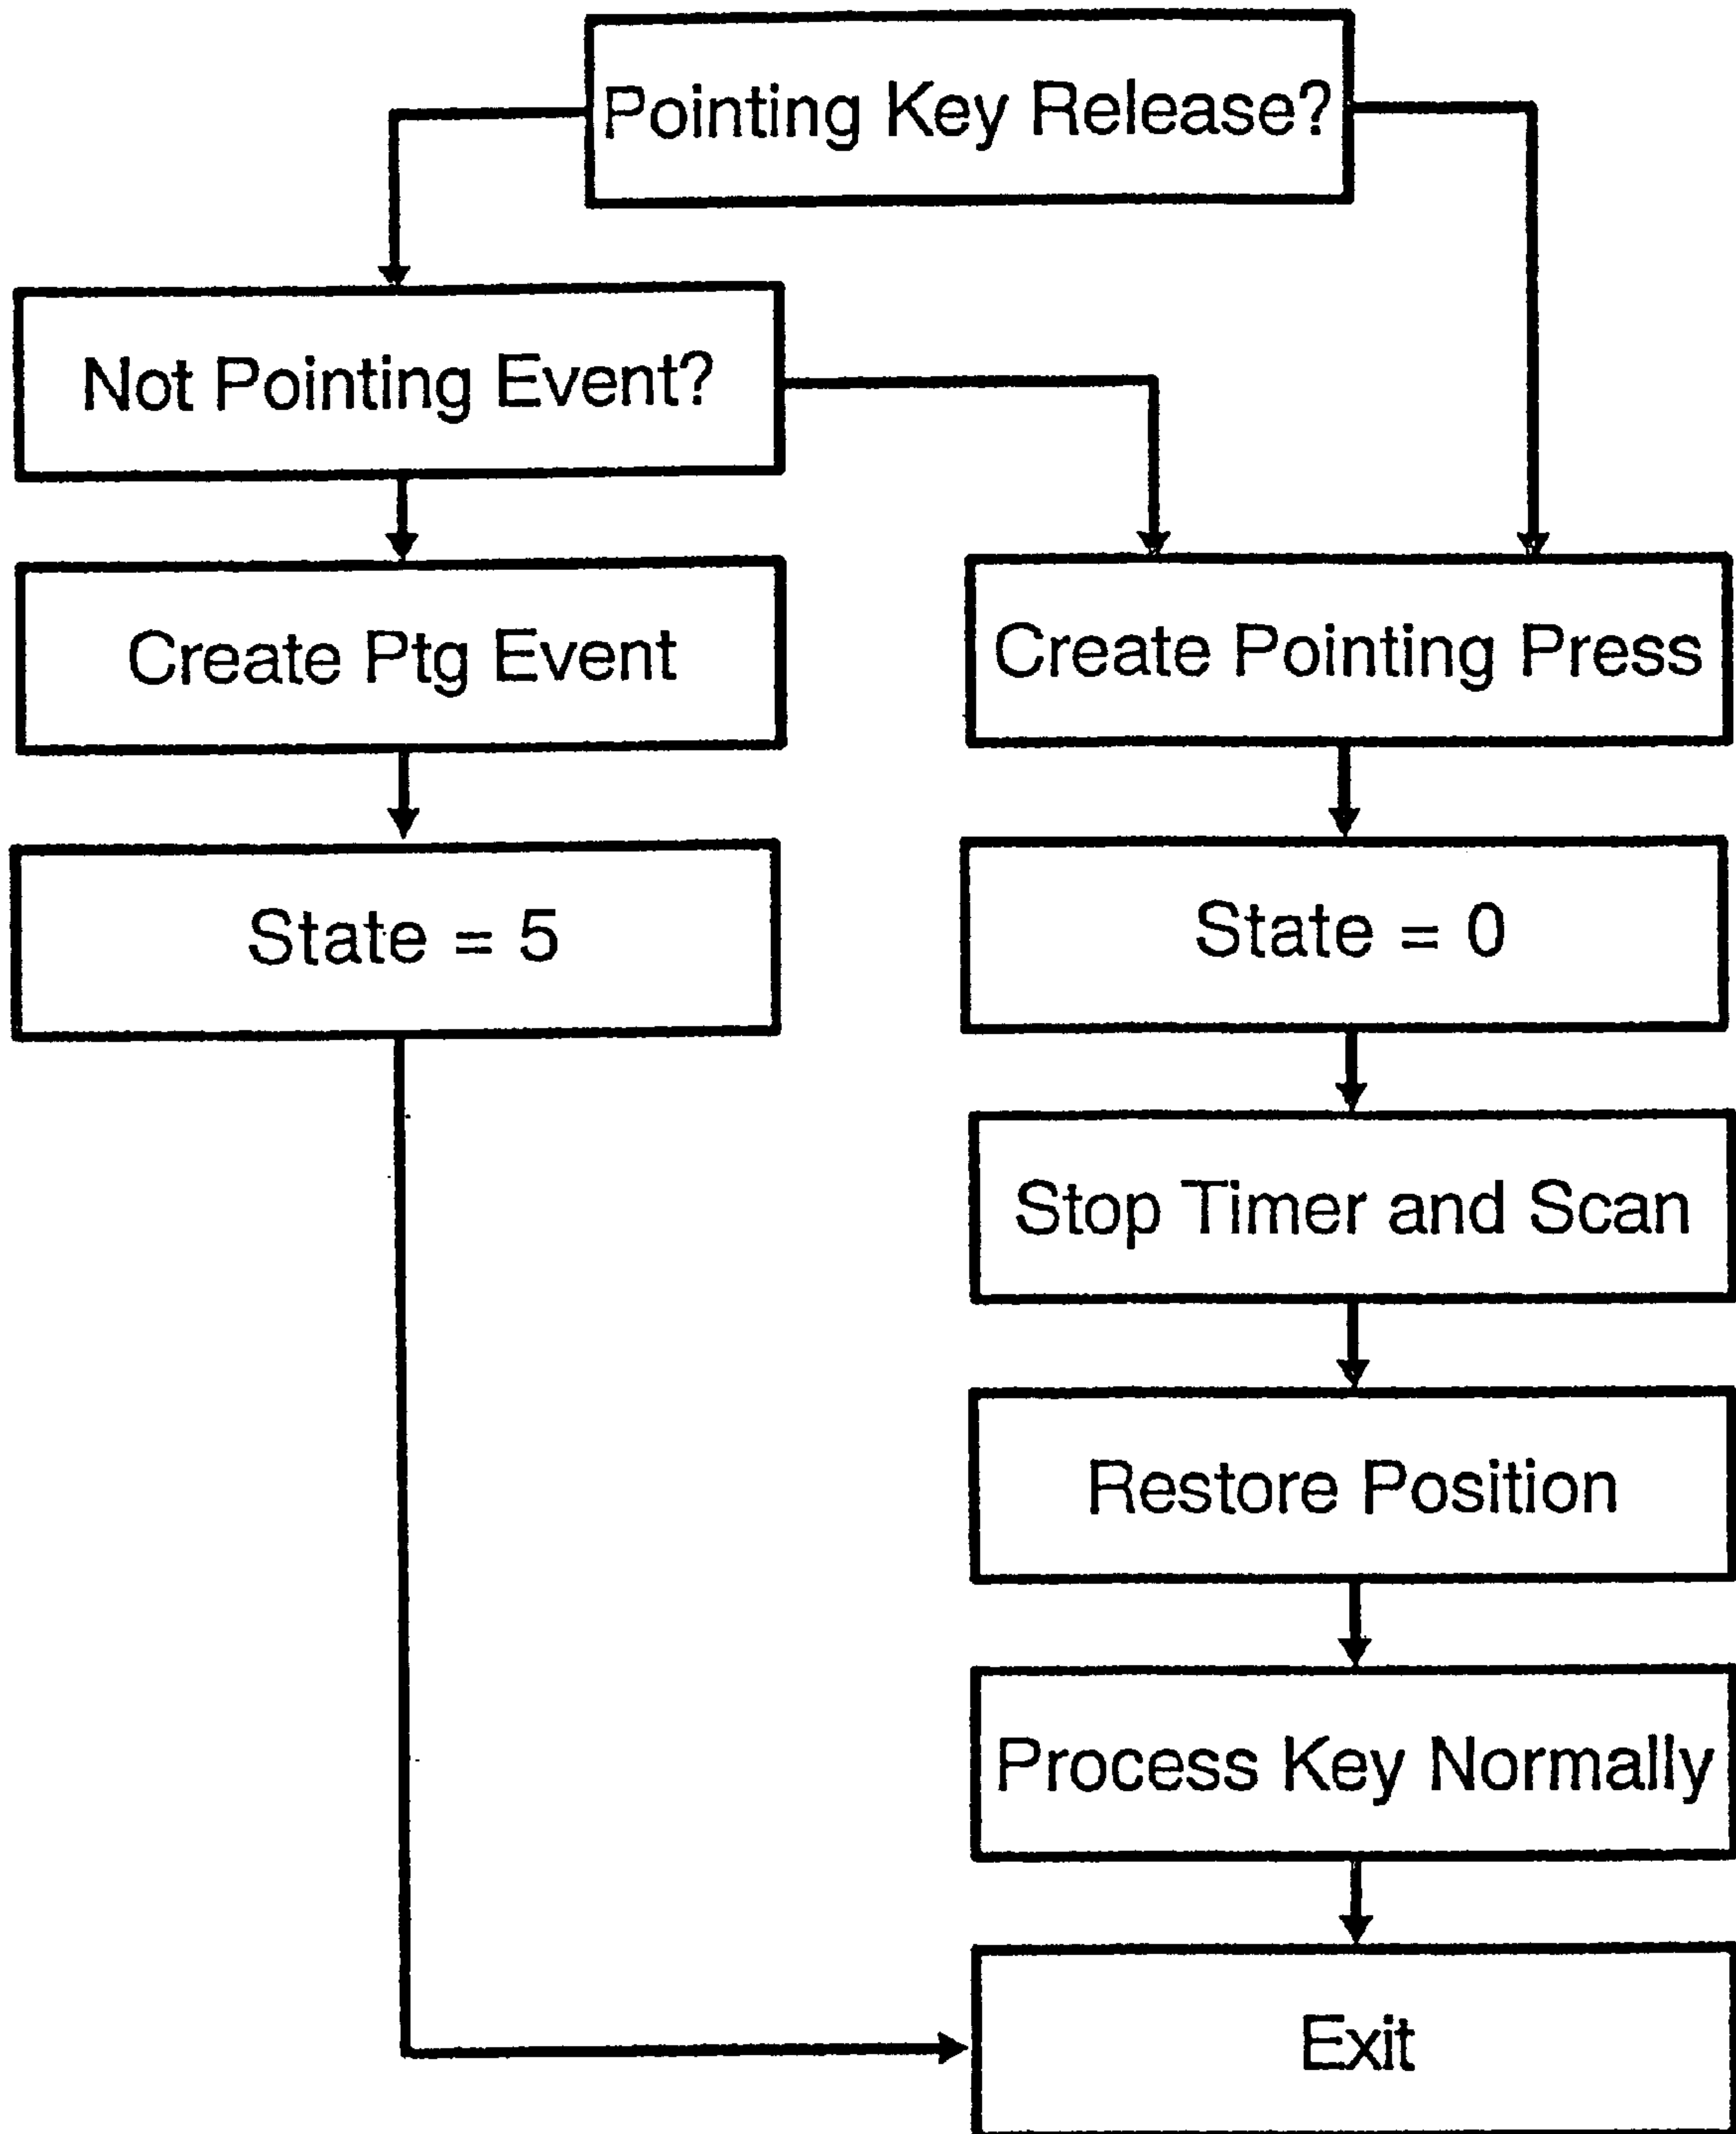 Pointing Key Release?
Not Pointing Event?
Create Ptg Event
Create Pointing Press
State = 5
State = 0
Stop Timer and Scan
Restore Position
Process Key Normally
Exit